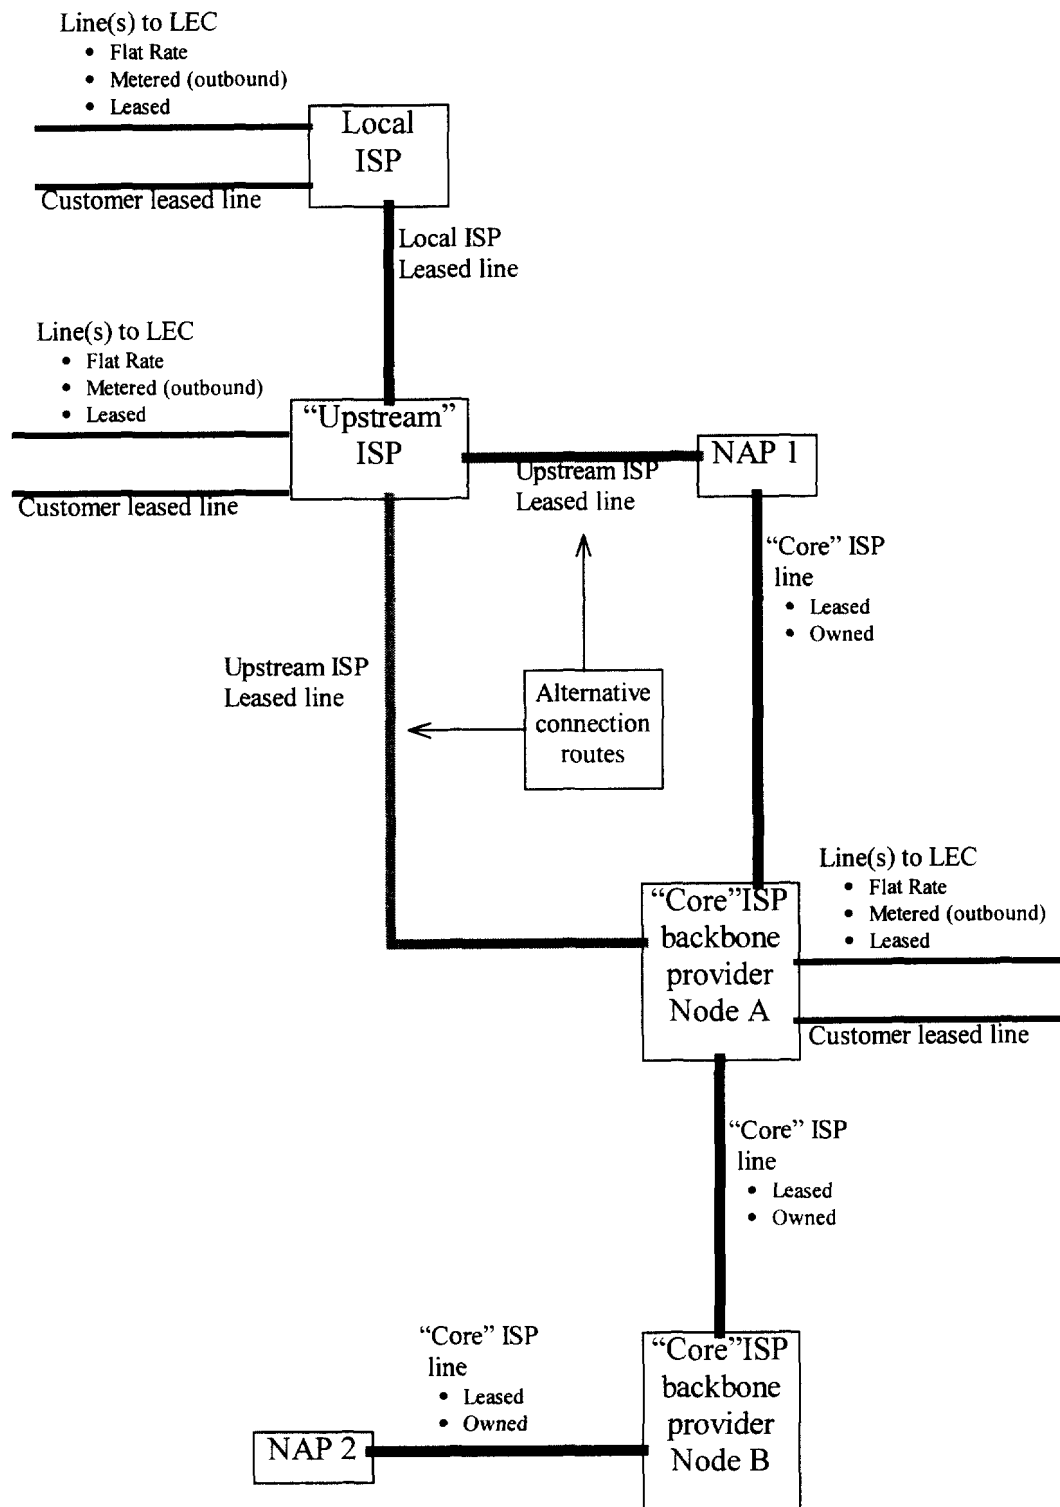 Line(s) to LEC
• Flat Rate
• Metered (outbound)
• Leased
Local
ISP
Customer leased line
Local ISP
Leased line
Line(s) to LEC
• Flat Rate
• Metered (outbound)
• Leased
“Upstream”
ISP
Customer leased line
Upstream ISP
Leased line
NAP 1
“Core” ISP
line
• Leased
• Owned
Upstream ISP
Leased line
Alternative
connection
routes
Line(s) to LEC
• Flat Rate
• Metered (outbound)
• Leased
“Core”ISP
backbone
provider
Node A
Customer leased line
“Core” ISP
line
• Leased
• Owned
“Core” ISP
line
• Leased
• Owned
“Core”ISP
backbone
provider
Node B
NAP 2